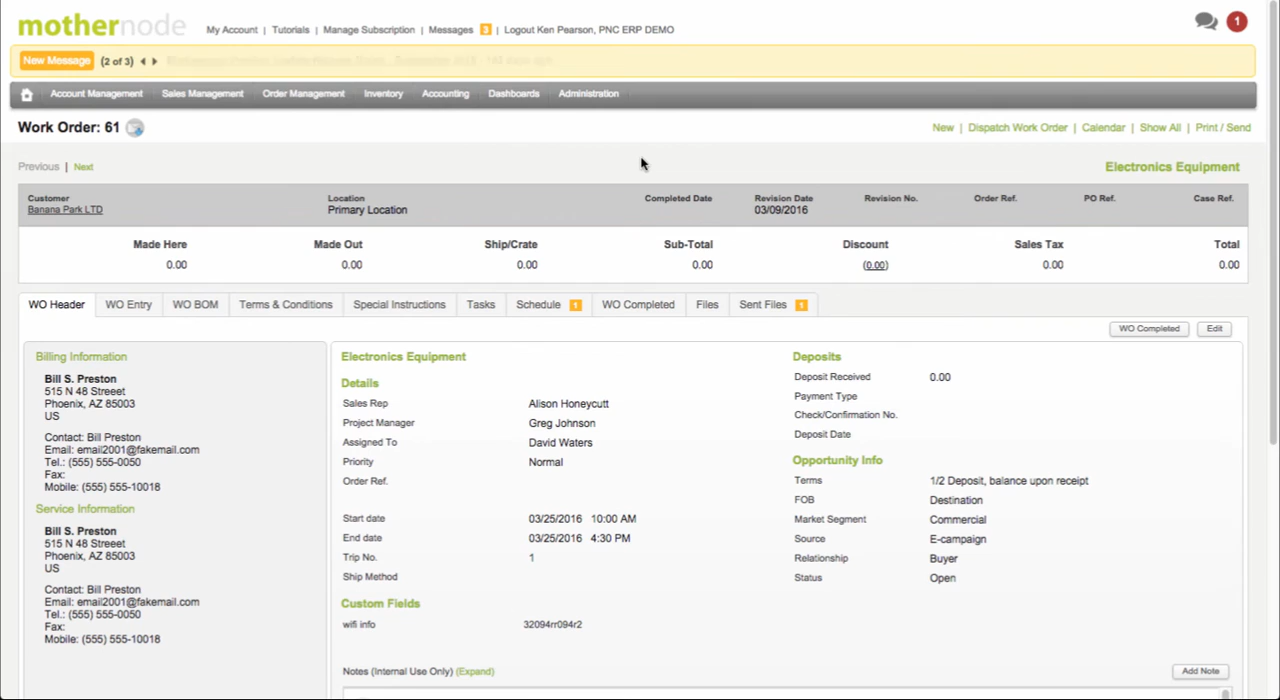 mothernode My Account | Tutorials | Manage Subscription | Messages 3 | Logout Ken Pearson, PNC ERP DEMO 1
New Message (2 of 3)
Account Management Sales Management Order Management Inventory Accounting Dashboards Administration
Work Order: 61 New | Dispatch Work Order | Calendar | Show All | Print / Send
Previous | Next Electronics Equipment
Customer Location Completed Date Revision Date Revision No. Order Ref. PO Ref. Case Ref.
Banana Park LTD Primary Location 03/09/2016
Made Here Made Out Ship/Crate Sub-Total Discount Sales Tax Total
0.00 0.00 0.00 0.00 (0.00) 0.00 0.00
WO Header WO Entry WO BOM Terms & Conditions Special Instructions Tasks Schedule 1 WO Completed Files Sent Files 1
WO Completed Edit
Billing Information
Bill S. Preston
515 N 48 Streeet
Phoenix, AZ 85003
US
Contact: Bill Preston
Email: email2001@fakemail.com
Tel.: (555) 555-0050
Fax:
Mobile: (555) 555-10018
Service Information
Bill S. Preston
515 N 48 Streeet
Phoenix, AZ 85003
US
Contact: Bill Preston
Email: email2001@fakemail.com
Tel.: (555) 555-0050
Fax:
Mobile: (555) 555-10018
Electronics Equipment
Details
Sales Rep Alison Honeycutt
Project Manager Greg Johnson
Assigned To David Waters
Priority Normal
Order Ref.
Start date 03/25/2016 10:00 AM
End date 03/25/2016 4:30 PM
Trip No. 1
Ship Method
Custom Fields
wifi info 32094rr094r2
Deposits
Deposit Received 0.00
Payment Type
Check/Confirmation No.
Deposit Date
Opportunity Info
Terms 1/2 Deposit, balance upon receipt
FOB Destination
Market Segment Commercial
Source E-campaign
Relationship Buyer
Status Open
Notes (Internal Use Only) (Expand) Add Note